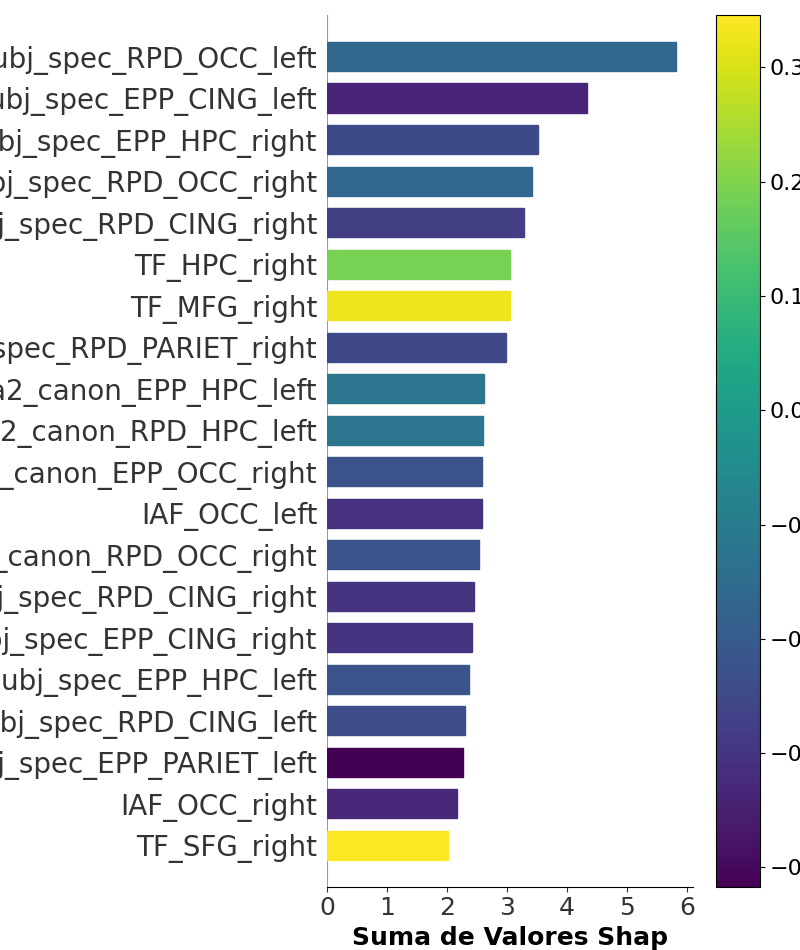 ubj_spec_RPD_OCC_left
ubj_spec_EPP_CING_left
bj_spec_EPP_HPC_right
bj_spec_RPD_OCC_right
j_spec_RPD_CING_right
TF_HPC_right
TF_MFG_right
spec_RPD_PARIET_right
a2_canon_EPP_HPC_left
2_canon_RPD_HPC_left
_canon_EPP_OCC_right
IAF_OCC_left
_canon_RPD_OCC_right
j_spec_RPD_CING_right
bj_spec_EPP_CING_right
ubj_spec_EPP_HPC_left
bj_spec_RPD_CING_left
j_spec_EPP_PARIET_left
IAF_OCC_right
TF_SFG_right
0 1 2 3 4 5 6
Suma de Valores Shap
0.3
0.2
0.1
0.0
−0
−0
−0
−0